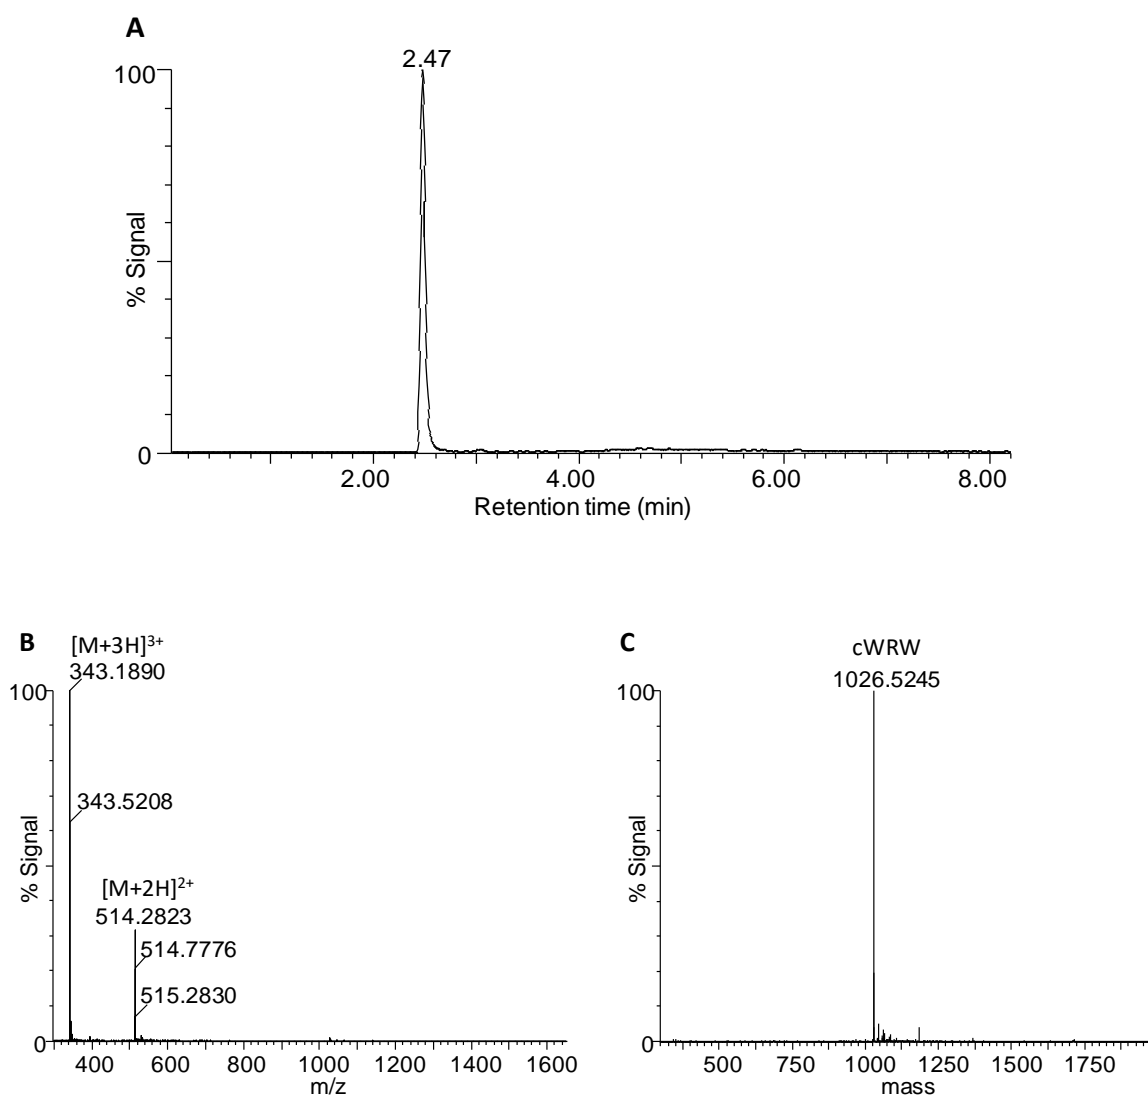 A
2.47
100
% Signal
0
2.00 4.00 6.00 8.00
Retention time (min)
B
[M+3H]³⁺
343.1890
100
343.5208
% Signal
[M+2H]²⁺
514.2823
514.7776
515.2830
0
400 600 800 1000 1200 1400 1600
m/z
C
cWRW
1026.5245
100
% Signal
0
500 750 1000 1250 1500 1750
mass